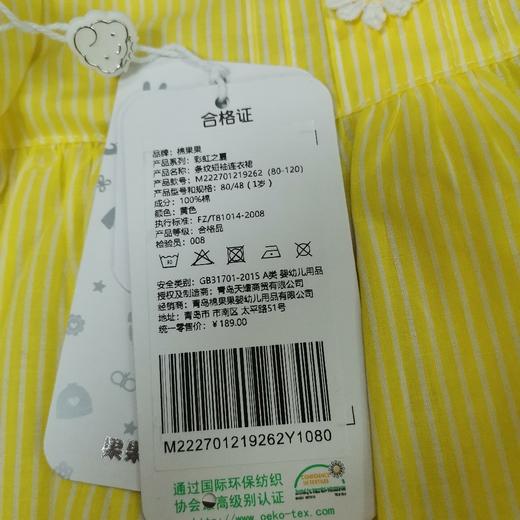 合格证
品牌：棉果果
产品系列：彩虹之翼
产品名称：条纹短袖连衣裙
产品款号：M222701219262 (80-120)
产品型号和规格：80/48 (1岁)
成分：100%棉
颜色：黄色
执行标准：FZ/T81014-2008
产品等级：合格品
检验员：008
安全类别：GB31701-2015 A类 婴幼儿用品
授权及制造商：青岛天熳商贸有限公司
经销商：青岛棉果果婴幼儿用品有限公司
地址：青岛市 市南区 太平路51号
统一零售价：¥189.00
M222701219262Y1080
通过国际环保纺织
协会 高级别认证
www.oeko-tex.com
果果